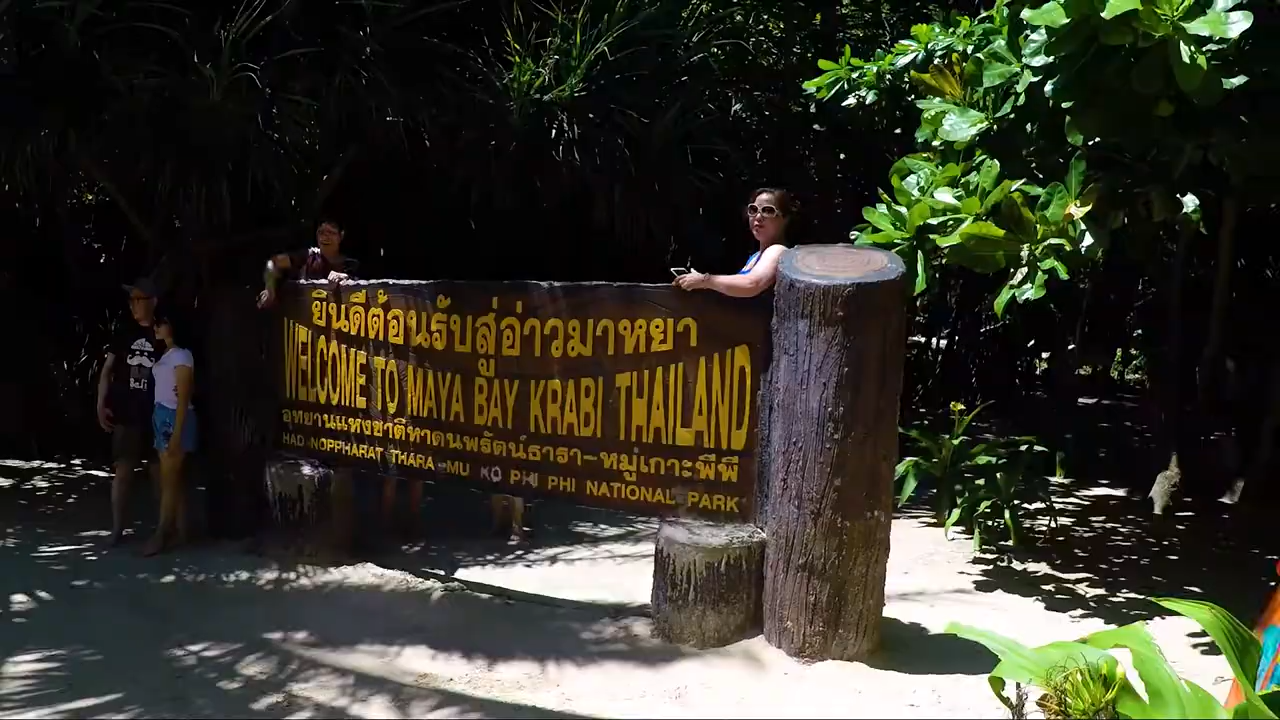 ยินดีต้อนรับสู่อ่าวมาหยา
WELCOME TO MAYA BAY KRABI THAILAND
อุทยานแห่งชาติหาดนพรัตน์ธารา-หมู่เกาะพีพี
HAD NOPPHARAT THARA -MU KO PHI PHI NATIONAL PARK